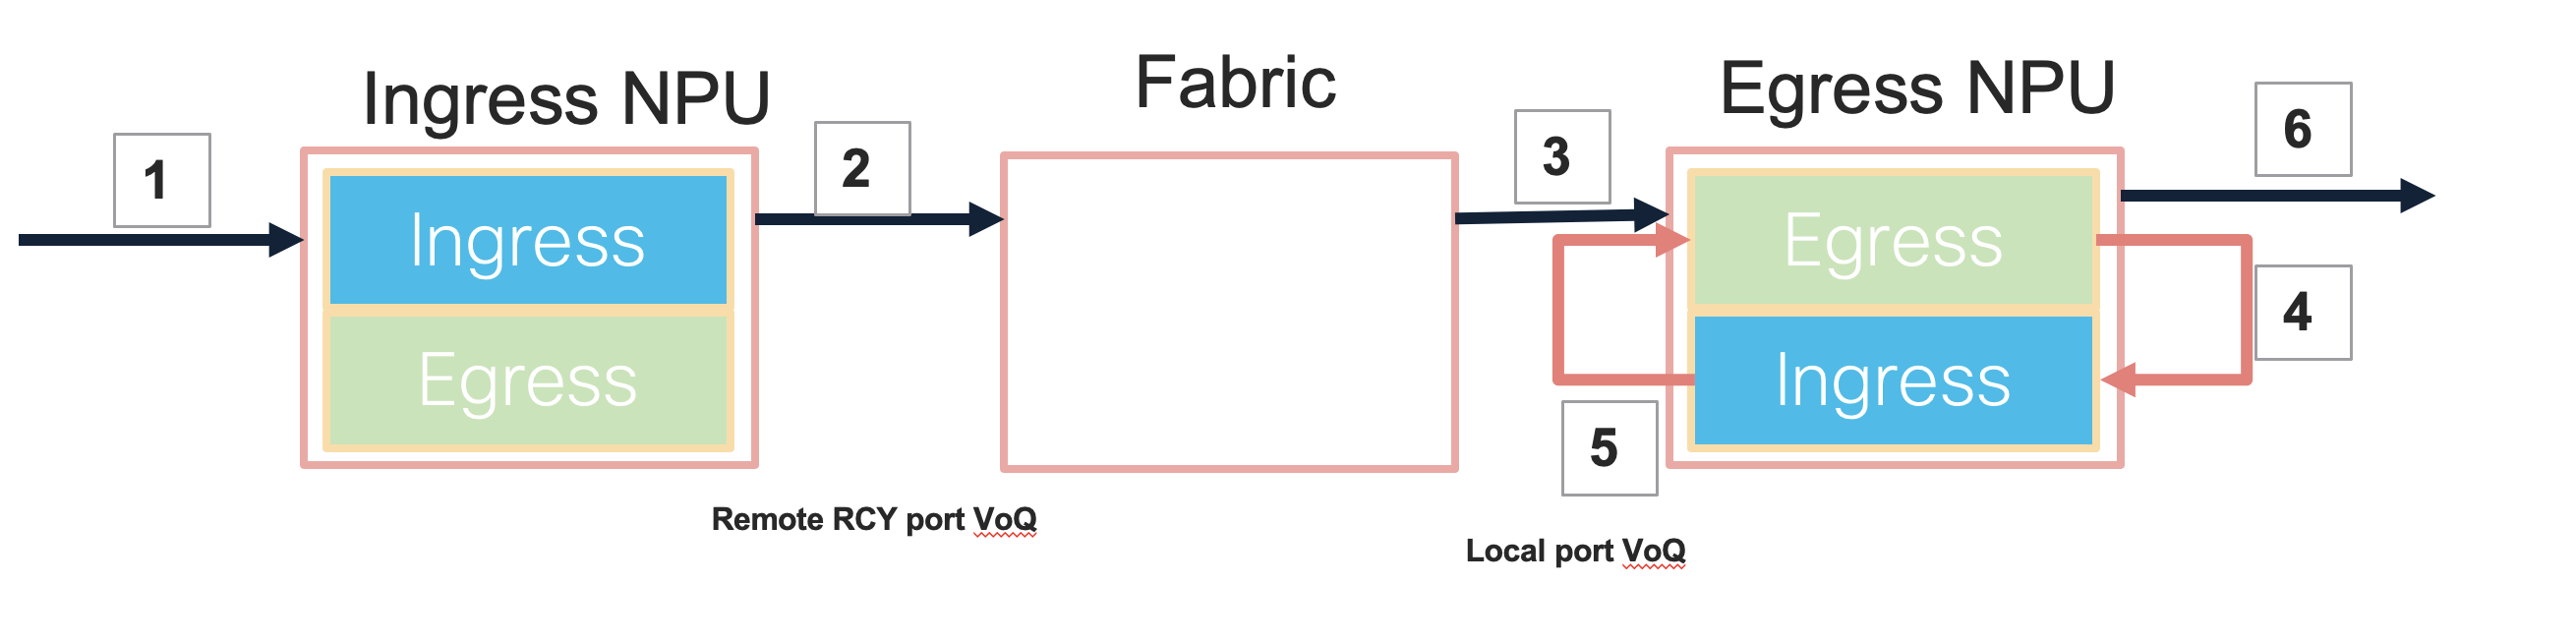 Ingress NPU
Fabric
Egress NPU
1
2
3
6
Ingress
Egress
Egress
Ingress
4
5
Remote RCY port VoQ
Local port VoQ